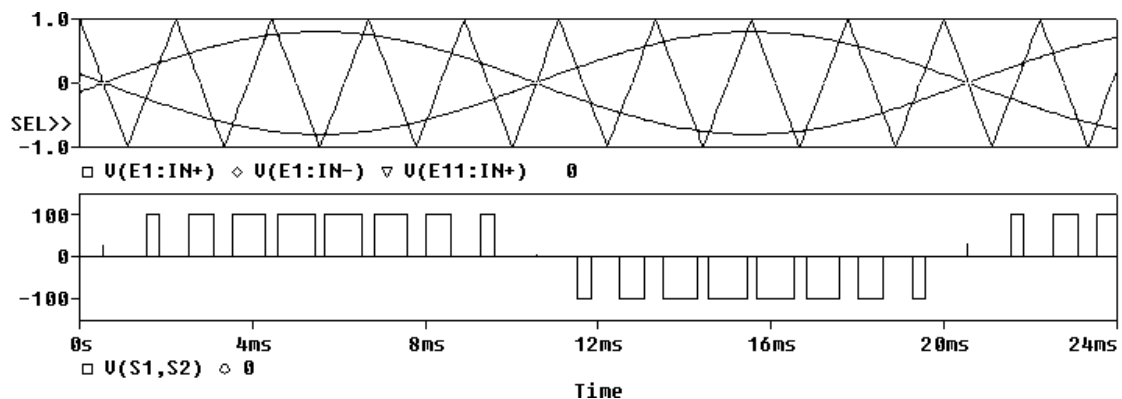 1.0
0
SEL>>
-1.0
V(E1:IN+) V(E1:IN-) V(E11:IN+) 0
100
0
-100
0s 4ms 8ms 12ms 16ms 20ms 24ms
V(S1,S2) 0
Time